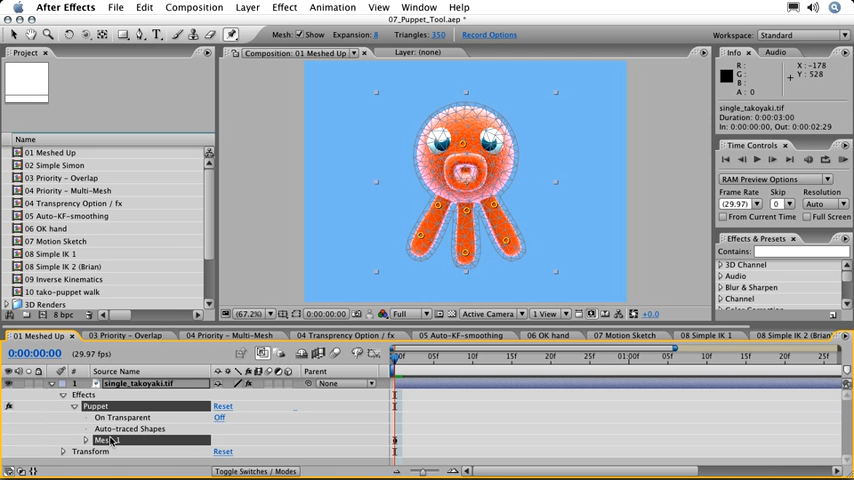 After Effects File Edit Composition Layer Effect Animation View Window Help
07_Puppet_Tool.aep *
Mesh: Show Expansion: 8 Triangles: 350 Record Options Workspace: Standard
Project Composition: 01 Meshed Up Layer: (none) Info Audio
R : X : -178
G : Y : 528
B :
A : 0
single_takoyaki.tif
Duration: 0:00:03:00
In: 0:00:00:00, Out: 0:00:02:29
Name
01 Meshed Up
02 Simple Simon
03 Priority - Overlap
04 Priority - Multi-Mesh
04 Transprency Option / fx
05 Auto-KF-smoothing
06 OK hand
07 Motion Sketch
08 Simple IK 1
08 Simple IK 2 (Brian)
09 Inverse Kinematics
10 tako-puppet walk
3D Renders
8 bpc
Time Controls
RAM Preview Options
Frame Rate Skip Resolution
(29.97) 0 Auto
From Current Time Full Screen
Effects & Presets
Contains:
3D Channel
Audio
Blur & Sharpen
Channel
(67.2%) 0:00:00:00 Full Active Camera 1 View +0.0
01 Meshed Up 03 Priority - Overlap 04 Priority - Multi-Mesh 04 Transprency Option / fx 05 Auto-KF-smoothing 06 OK hand 07 Motion Sketch 08 Simple IK 1 08 Simple IK 2 (Brian)
0:00:00:00 (29.97 fps)
05f 10f 15f 20f 25f 01:00f 05f 10f 15f 20f 25f
# Source Name Parent
1 single_takoyaki.tif None
Effects
Puppet Reset
On Transparent Off
Auto-traced Shapes
Mesh 1
Transform Reset
Toggle Switches / Modes